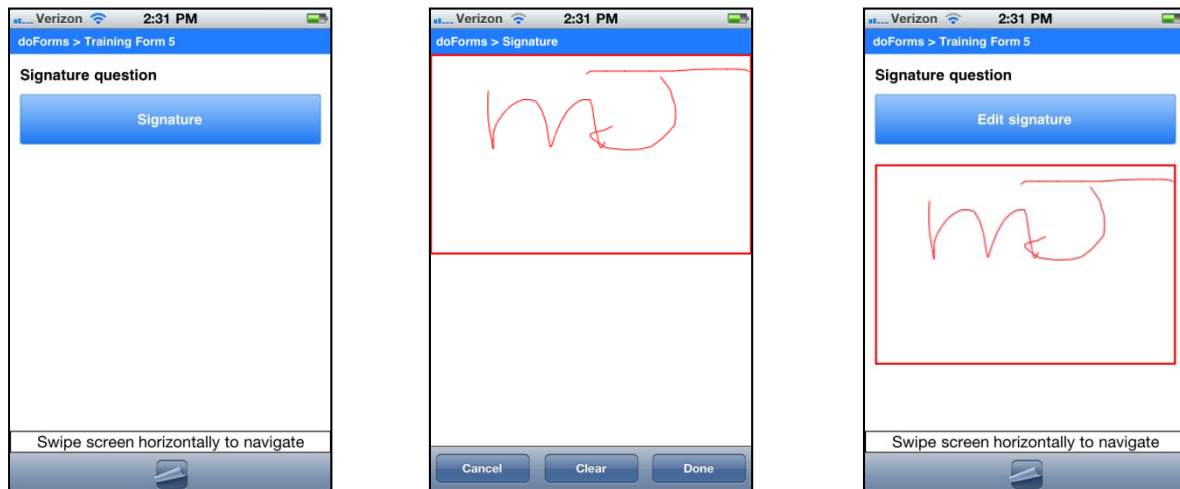 Verizon 2:31 PM
doForms > Training Form 5
Signature question
Signature
Swipe screen horizontally to navigate
Verizon 2:31 PM
doForms > Signature
mJ
Cancel Clear Done
Verizon 2:31 PM
doForms > Training Form 5
Signature question
Edit signature
mJ
Swipe screen horizontally to navigate